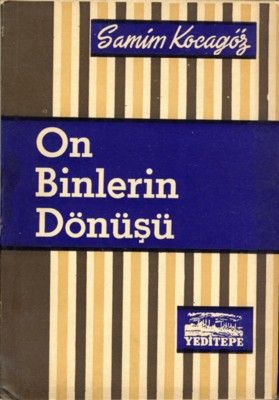 Samim Kocagöz
On
Binlerin
Dönüşü
YEDİTEPE